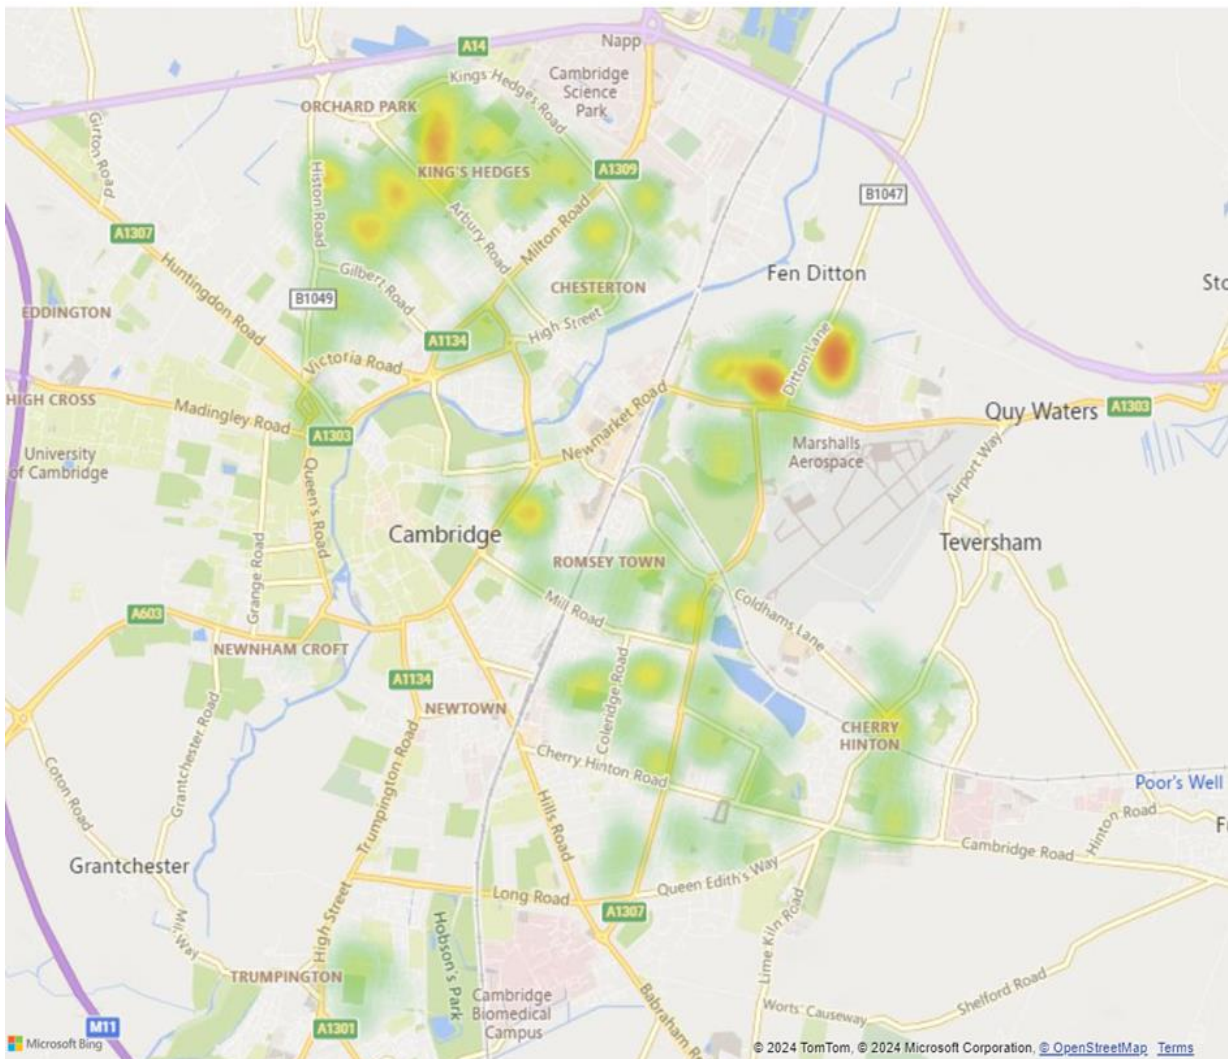 Napp
A14
Kings Hedges Road
Cambridge
Science
Park
ORCHARD PARK
Girton Road
KING'S HEDGES
A1309
Histon Road
B1047
Arbury Road
Milton Road
A1307
Huntingdon Road
Gilbert Road
Fen Ditton
CHESTERTON
B1049
EDDINGTON
High Street
A1134
Victoria Road
Ditton Lane
HIGH CROSS
Madingley Road
Newmarket Road
Quy Waters
A1303
A1303
University
of Cambridge
Marshalls
Aerospace
Queen's Road
Airport Way
Cambridge
Teversham
ROMSEY TOWN
Grange Road
Mill Road
Coldhams Lane
A603
NEWNHAM CROFT
A1134
NEWTOWN
Coleridge Road
CHERRY
HINTON
Grantchester Road
Cherry Hinton Road
Coton Road
Trumpington Road
Hills Road
Poor's Well
Hinton Road
Cambridge Road
Grantchester
Long Road
Queen Edith's Way
High Street
A1307
Lime Kiln Road
Hobson's Park
Mill Way
TRUMPINGTON
Cambridge
Biomedical
Campus
Babraham R
Shelford Road
Worts' Causeway
M11
A1301
Microsoft Bing
© 2024 TomTom, © 2024 Microsoft Corporation, © OpenStreetMap Terms